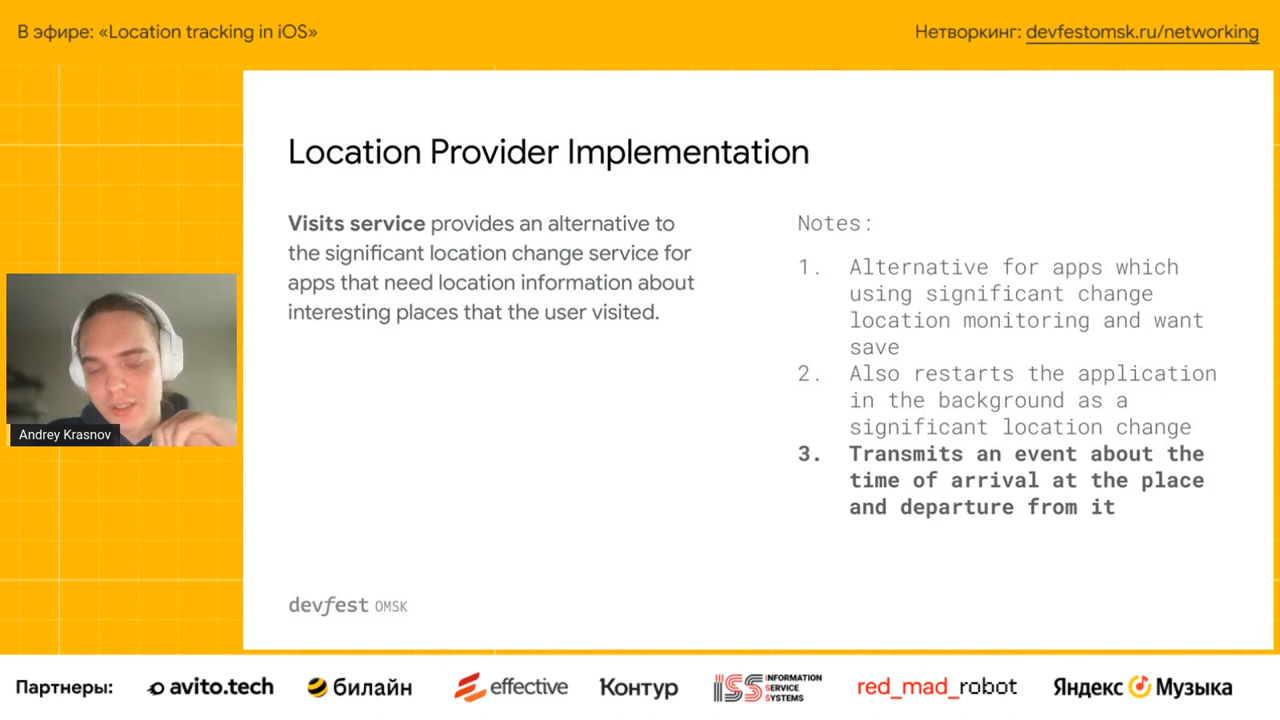 В эфире: «Location tracking in iOS»
Нетворкинг: devfestomsk.ru/networking
Location Provider Implementation
Visits service provides an alternative to
the significant location change service for
apps that need location information about
interesting places that the user visited.
Notes:
1. Alternative for apps which
using significant change
location monitoring and want
save
2. Also restarts the application
in the background as a
significant location change
3. Transmits an event about the
time of arrival at the place
and departure from it
Andrey Krasnov
devfest OMSK
Партнеры:
avito.tech
билайн
effective
Контур
ISS INFORMATION
SERVICE
SYSTEMS
red_mad_robot
Яндекс Музыка